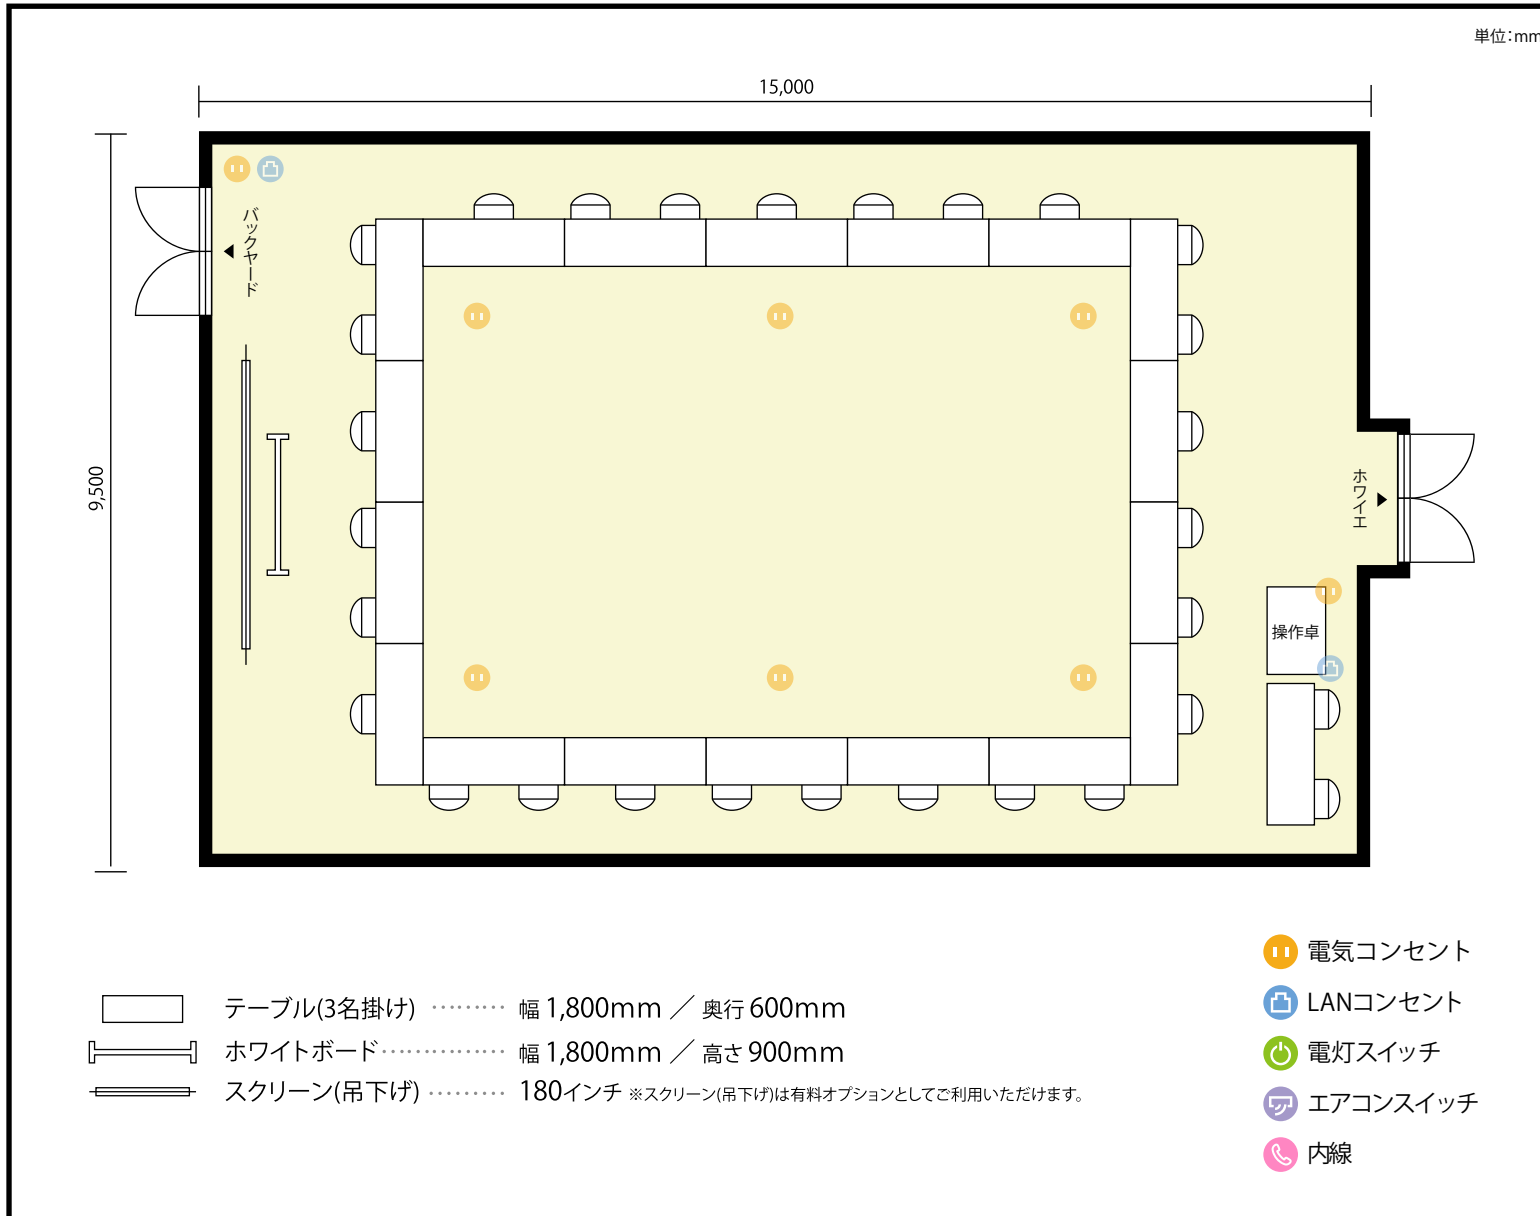 単位：mm
15,000
バックヤード
9,500
ホワイエ
操作卓
電気コンセント
LANコンセント
電灯スイッチ
エアコンスイッチ
内線
テーブル(3名掛け) ‥‥‥‥ 幅 1,800mm ／ 奥行 600mm
ホワイトボード‥‥‥‥‥‥ 幅 1,800mm ／ 高さ 900mm
スクリーン(吊下げ) ‥‥‥‥ 180インチ ※スクリーン(吊下げ)は有料オプションとしてご利用いただけます。